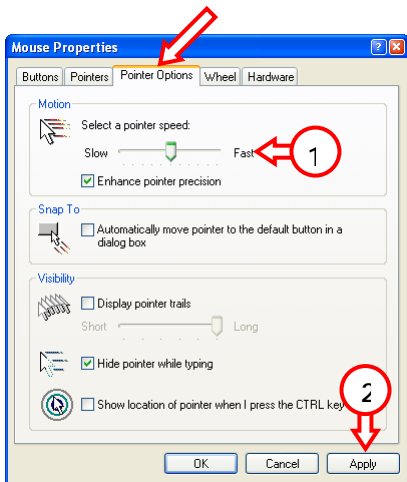 Mouse Properties
Buttons Pointers Pointer Options Wheel Hardware
Motion
Select a pointer speed:
Slow Fast 1
Enhance pointer precision
Snap To
Automatically move pointer to the default button in a
dialog box
Visibility
Display pointer trails
Short Long
Hide pointer while typing
Show location of pointer when I press the CTRL key
2
OK Cancel Apply